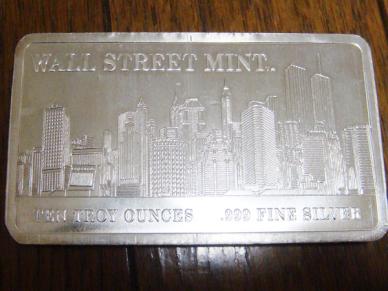 WALL STREET MINT.
TEN TROY OUNCES .999 FINE SILVER